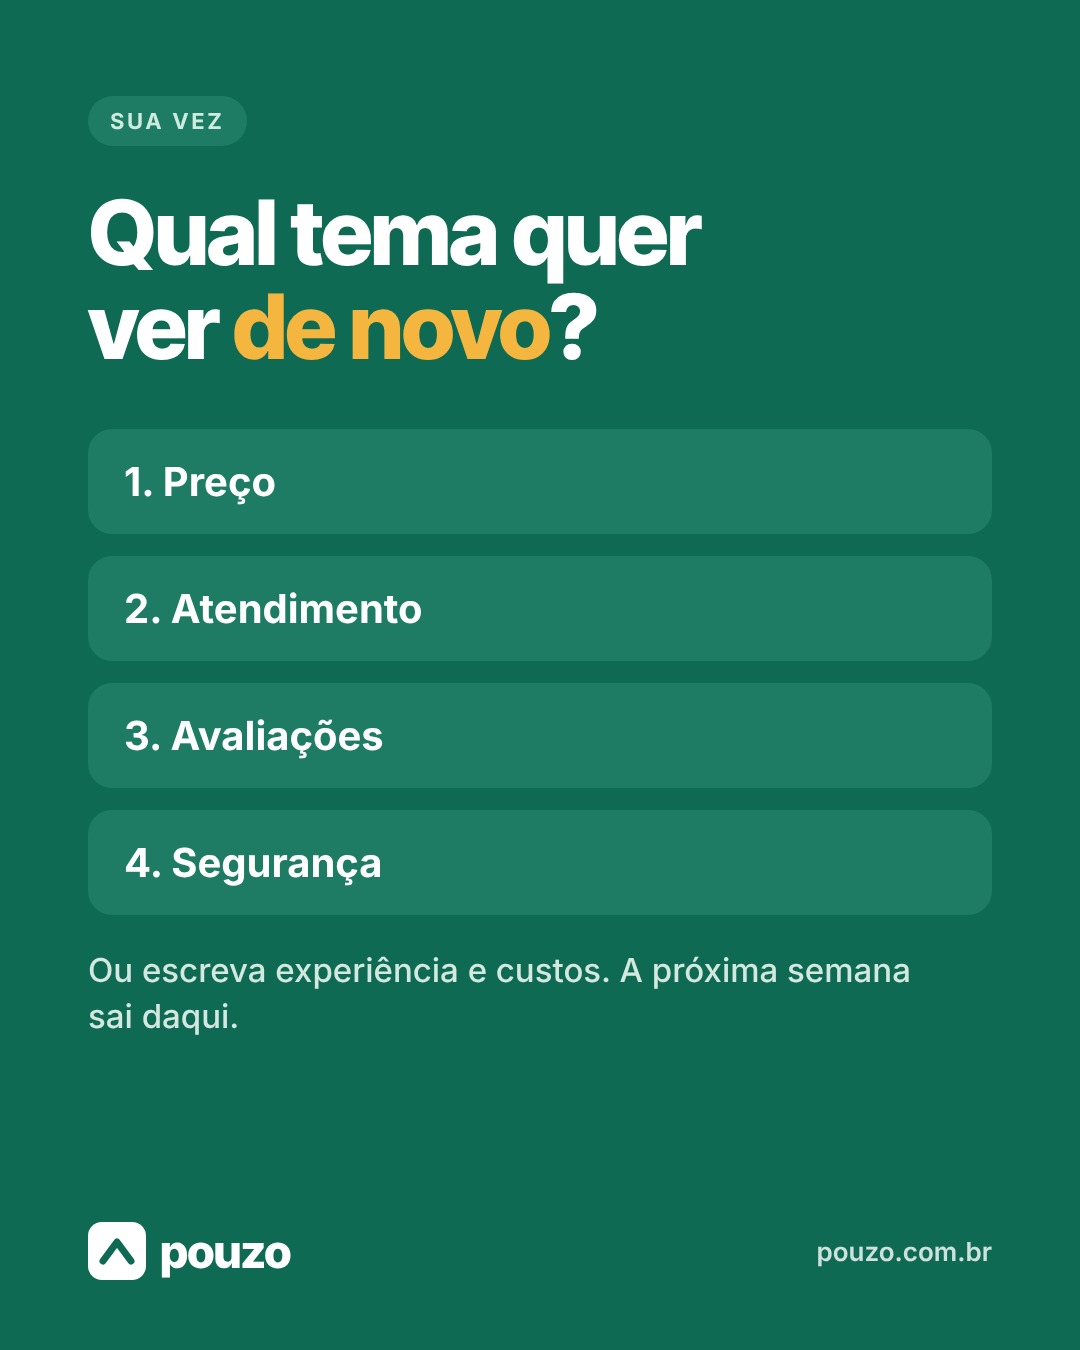 SUA VEZ
Qual tema quer
ver de novo?
1. Preço
2. Atendimento
3. Avaliações
4. Segurança
Ou escreva experiência e custos. A próxima semana
sai daqui.
pouzo
pouzo.com.br